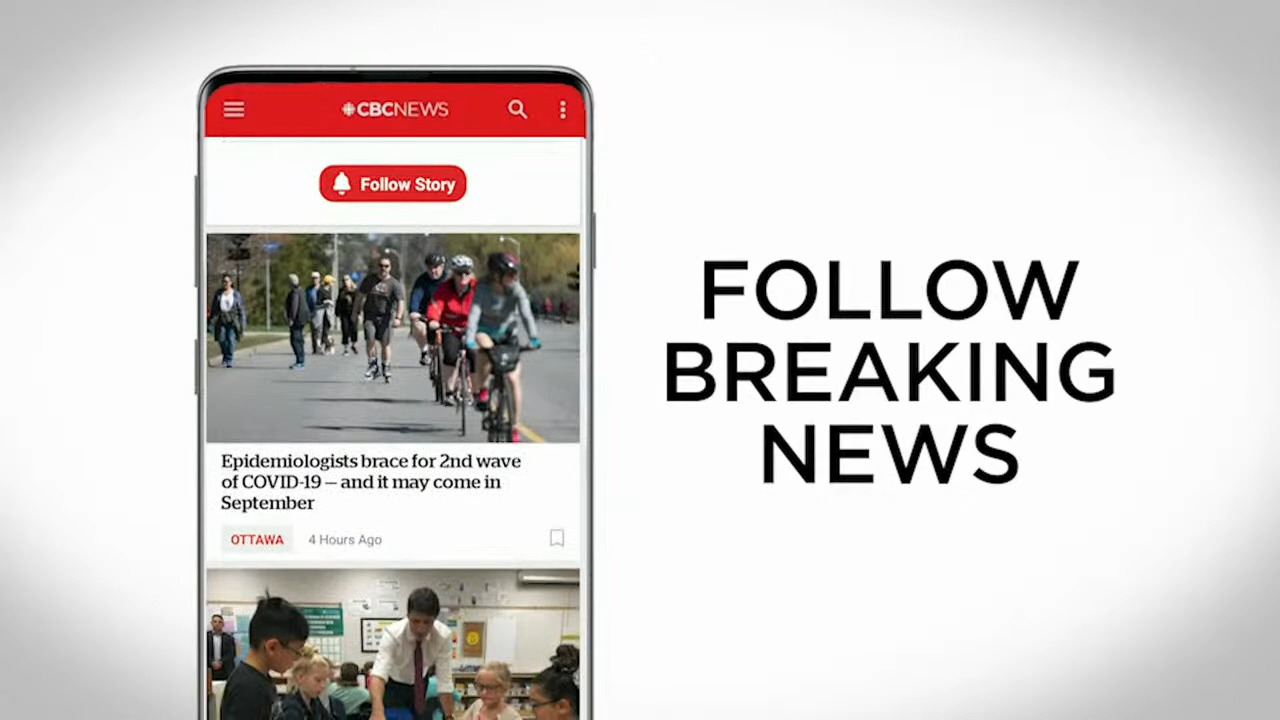 CBCNEWS
Follow Story
Epidemiologists brace for 2nd wave
of COVID-19 – and it may come in
September
OTTAWA
4 Hours Ago
FOLLOW
BREAKING
NEWS